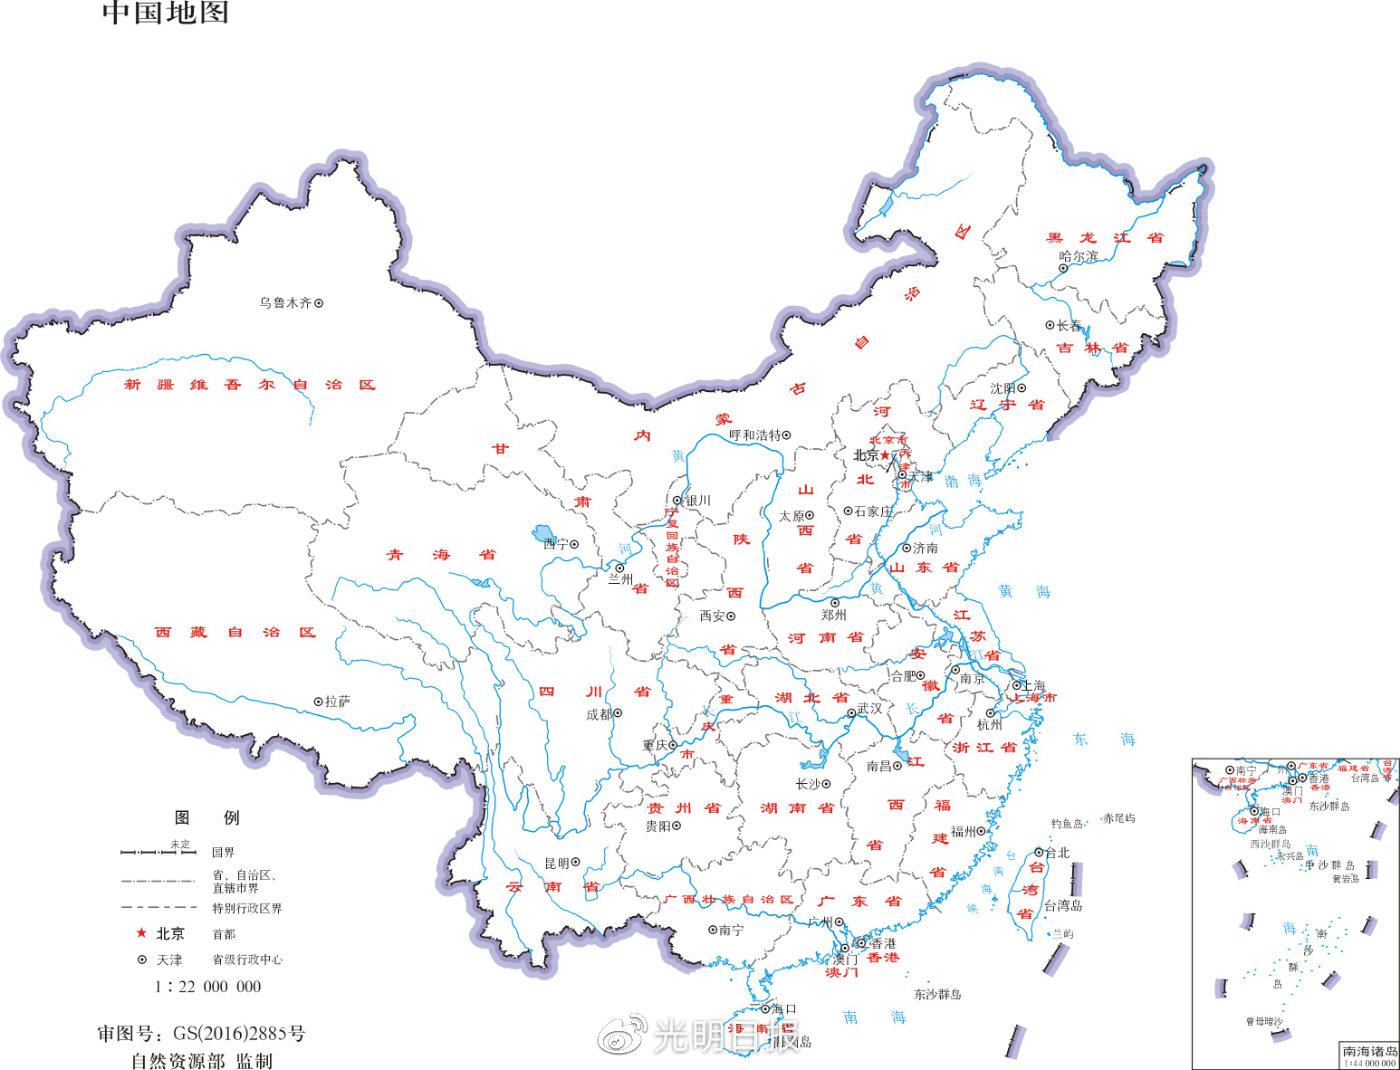 中国地图
黑龙江省
哈尔滨
长春
吉林省
沈阳
辽宁省
内蒙古自治区
呼和浩特
乌鲁木齐
新疆维吾尔自治区
甘肃省
河北省
北京市
北京
天津市
天津
渤海
黄河
银川
宁夏回族自治区
山西省
太原
石家庄
陕西省
济南
山东省
青海省
西宁
兰州
河
黄
河
黄海
西安
郑州
河南省
江苏省
安徽省
合肥
南京
上海
上海市
西藏自治区
拉萨
四川省
成都
重庆市
重庆
湖北省
武汉
长江
长
江
杭州
浙江省
东海
南昌
江西省
长沙
湖南省
贵州省
贵阳
福建省
福州
钓鱼岛
赤尾屿
台北
台湾省
台湾海峡
台湾岛
兰屿
昆明
云南省
广西壮族自治区
南宁
广东省
广州
香港
香港
澳门
澳门
东沙群岛
海口
海南省
海南岛
南海
图例
未定
国界
省、自治区、
直辖市界
特别行政区界
北京 首都
天津 省级行政中心
1∶22 000 000
审图号：GS(2016)2885号
自然资源部 监制
光明日报
南宁
广西壮族
自治区
广州
广东省
香港
香港
澳门
澳门
福建省
台湾省
台湾岛
东沙群岛
海口
海南省
海南岛
西沙群岛
永兴岛
中沙群岛
黄岩岛
南海
南沙群岛
曾母暗沙
南海诸岛
1∶44 000 000